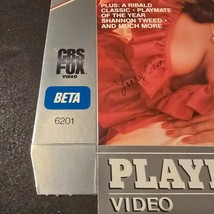 PLUS: A RIBALD
CLASSIC • PLAYMATE
OF THE YEAR
SHANNON TWEED •
AND MUCH MORE
CBS
FOX
VIDEO
BETA
6201
PLAY
VIDEO